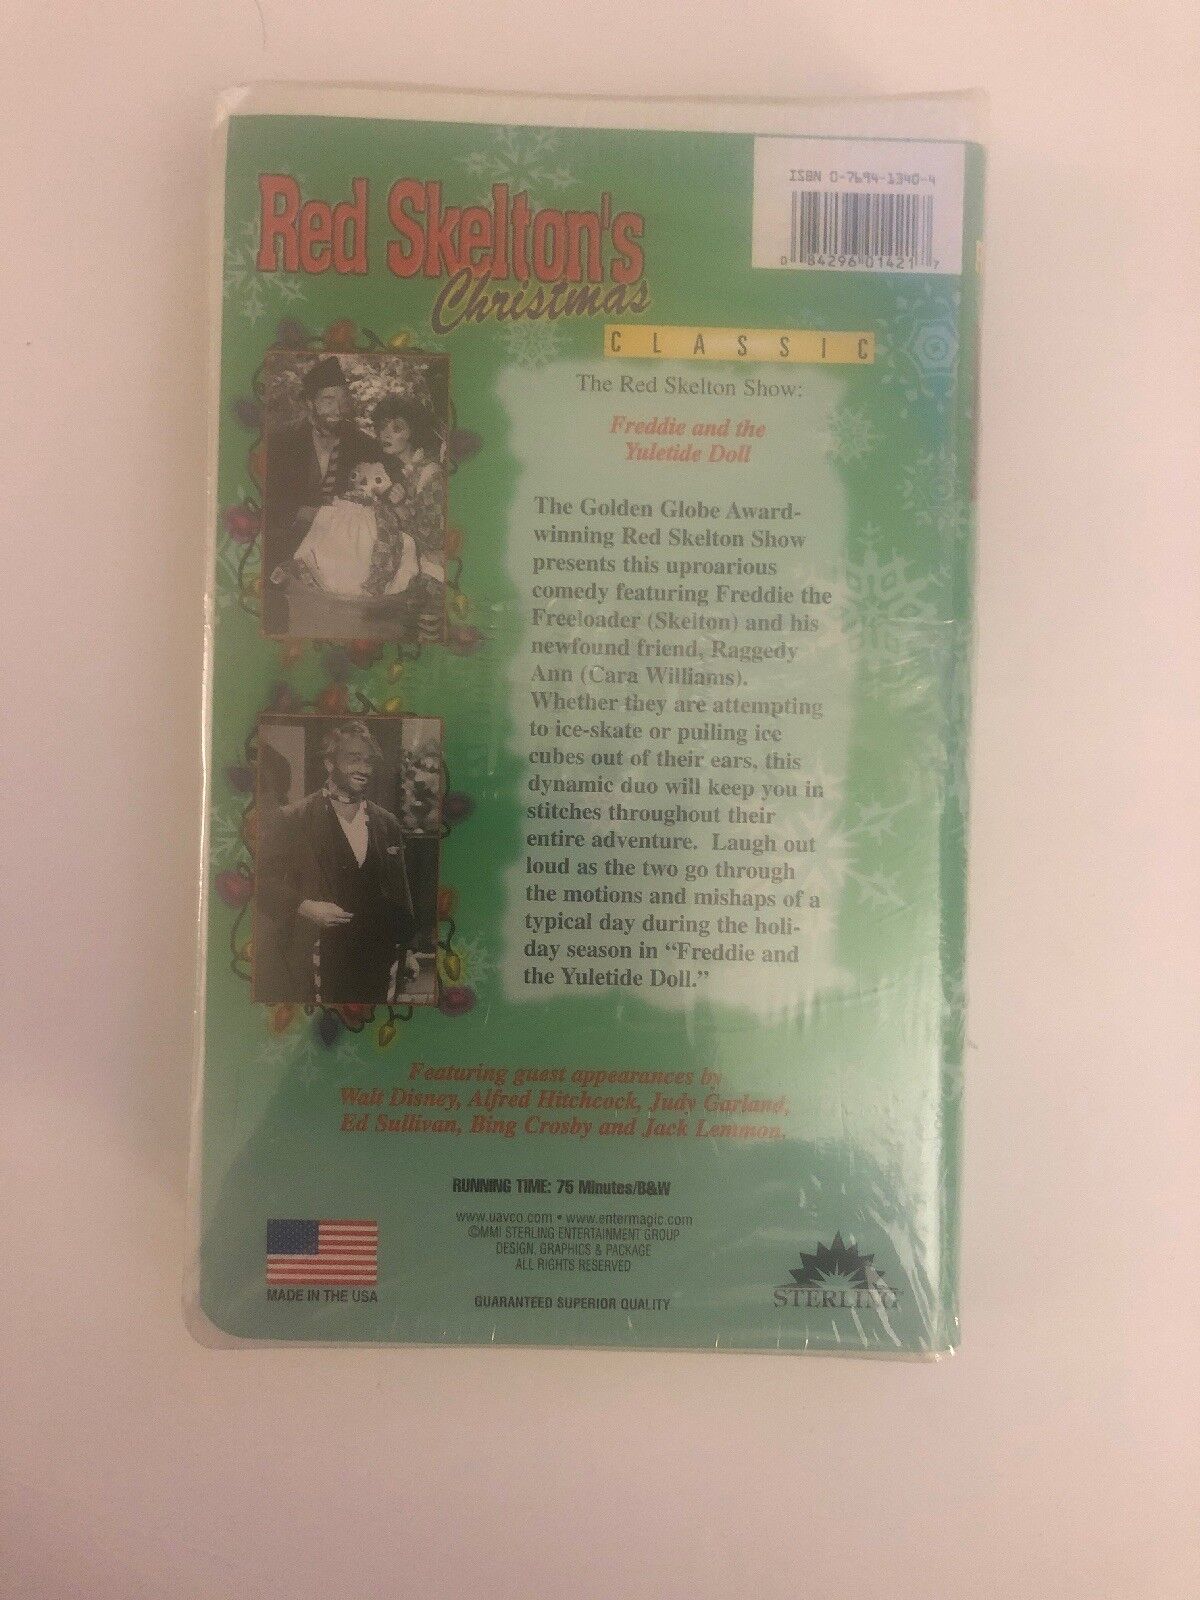 ISBN 0-7694-1340-4
0 84296 01421 7
Red Skelton's
Christmas
CLASSIC
The Red Skelton Show:
Freddie and the
Yuletide Doll
The Golden Globe Award-
winning Red Skelton Show
presents this uproarious
comedy featuring Freddie the
Freeloader (Skelton) and his
newfound friend, Raggedy
Ann (Cara Williams).
Whether they are attempting
to ice-skate or pulling ice
cubes out of their ears, this
dynamic duo will keep you in
stitches throughout their
entire adventure. Laugh out
loud as the two go through
the motions and mishaps of a
typical day during the holi-
day season in “Freddie and
the Yuletide Doll.”
Featuring guest appearances by
Walt Disney, Alfred Hitchcock, Judy Garland,
Ed Sullivan, Bing Crosby and Jack Lemmon.
RUNNING TIME: 75 Minutes/B&W
www.uavco.com • www.entermagic.com
©MMI STERLING ENTERTAINMENT GROUP
DESIGN, GRAPHICS & PACKAGE
ALL RIGHTS RESERVED
MADE IN THE USA
GUARANTEED SUPERIOR QUALITY
STERLING